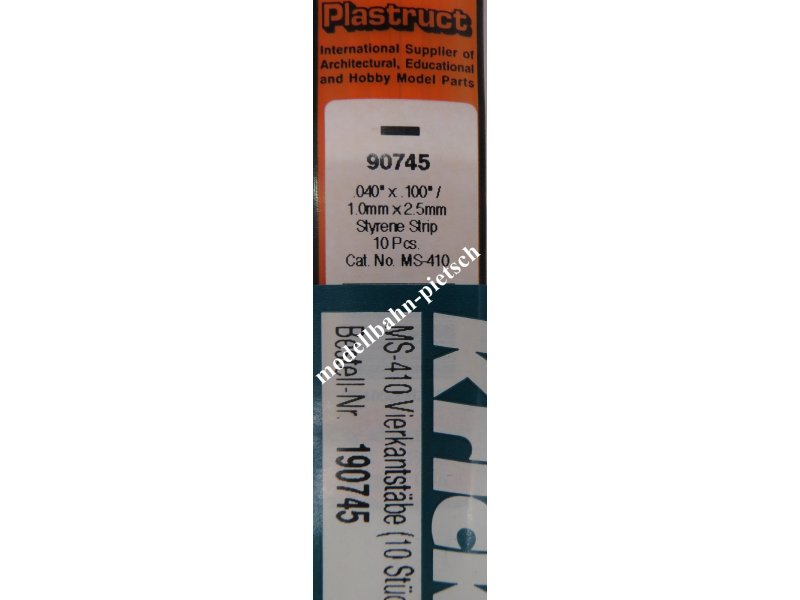 Plastruct
International Supplier of
Architectural, Educational
and Hobby Model Parts
90745
.040" x .100" /
1.0mm x 2.5mm
Styrene Strip
10 Pcs.
Cat. No. MS-410
modellbahn-pietsch
Krick
MS-410 Vierkantstäbe (10 Stüc
Bestell-Nr. 190745